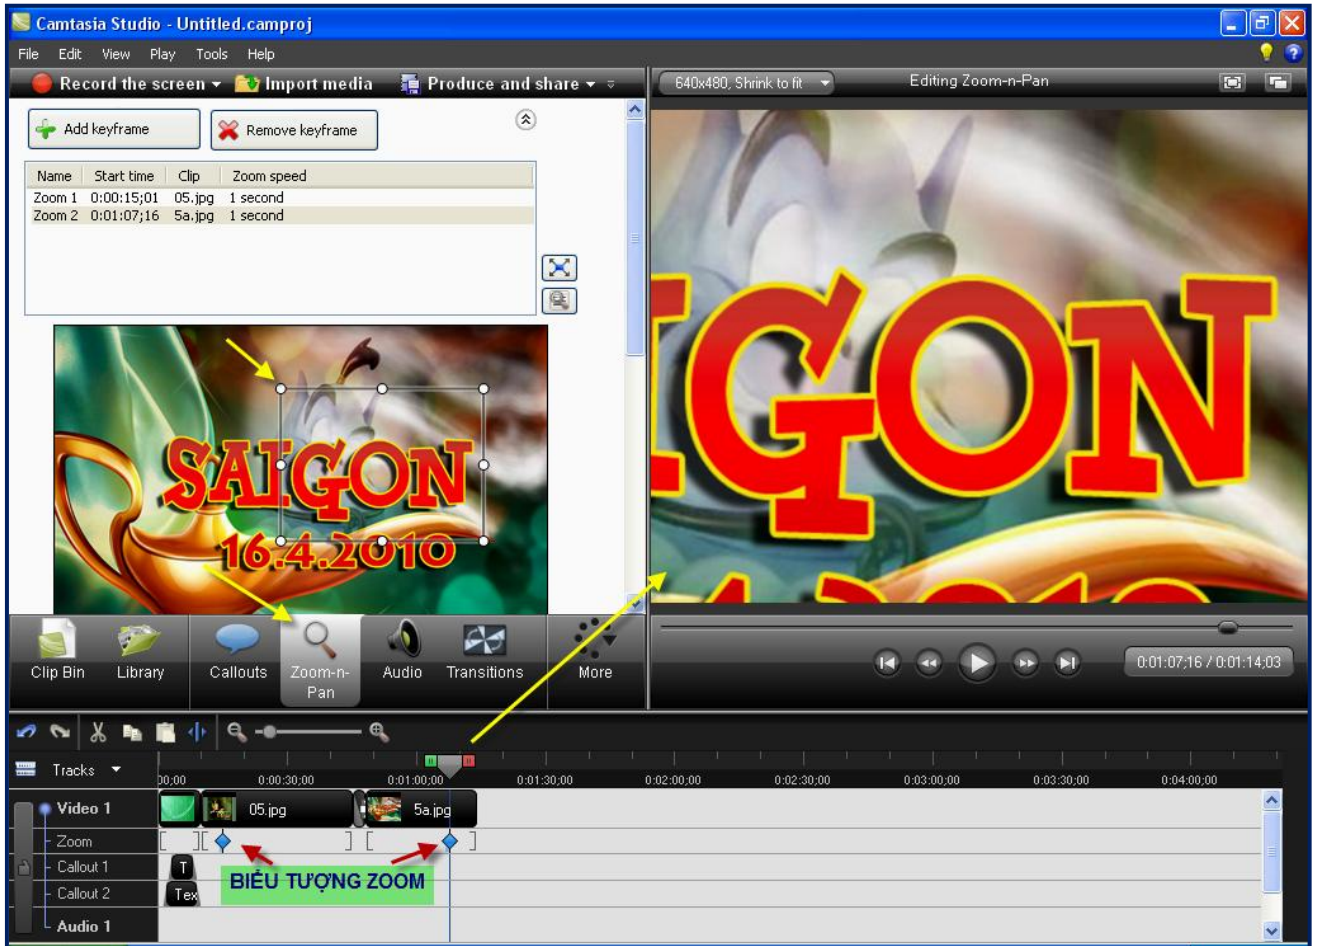 Camtasia Studio - Untitled.camproj
File Edit View Play Tools Help
Record the screen Import media Produce and share
640x480, Shrink to fit Editing Zoom-n-Pan
Add keyframe Remove keyframe
Name Start time Clip Zoom speed
Zoom 1 0:00:15;01 05.jpg 1 second
Zoom 2 0:01:07;16 5a.jpg 1 second
SAIGON
16.4.2010
IGON
Clip Bin Library Callouts Zoom-n-Pan Audio Transitions More
0:01:07;16 / 0:01:14;03
Tracks
00;00 0:00:30;00 0:01:00;00 0:01:30;00 0:02:00;00 0:02:30;00 0:03:00;00 0:03:30;00 0:04:00;00
Video 1 05.jpg 5a.jpg
Zoom
Callout 1 T
BIỂU TƯỢNG ZOOM
Callout 2 Tex
Audio 1